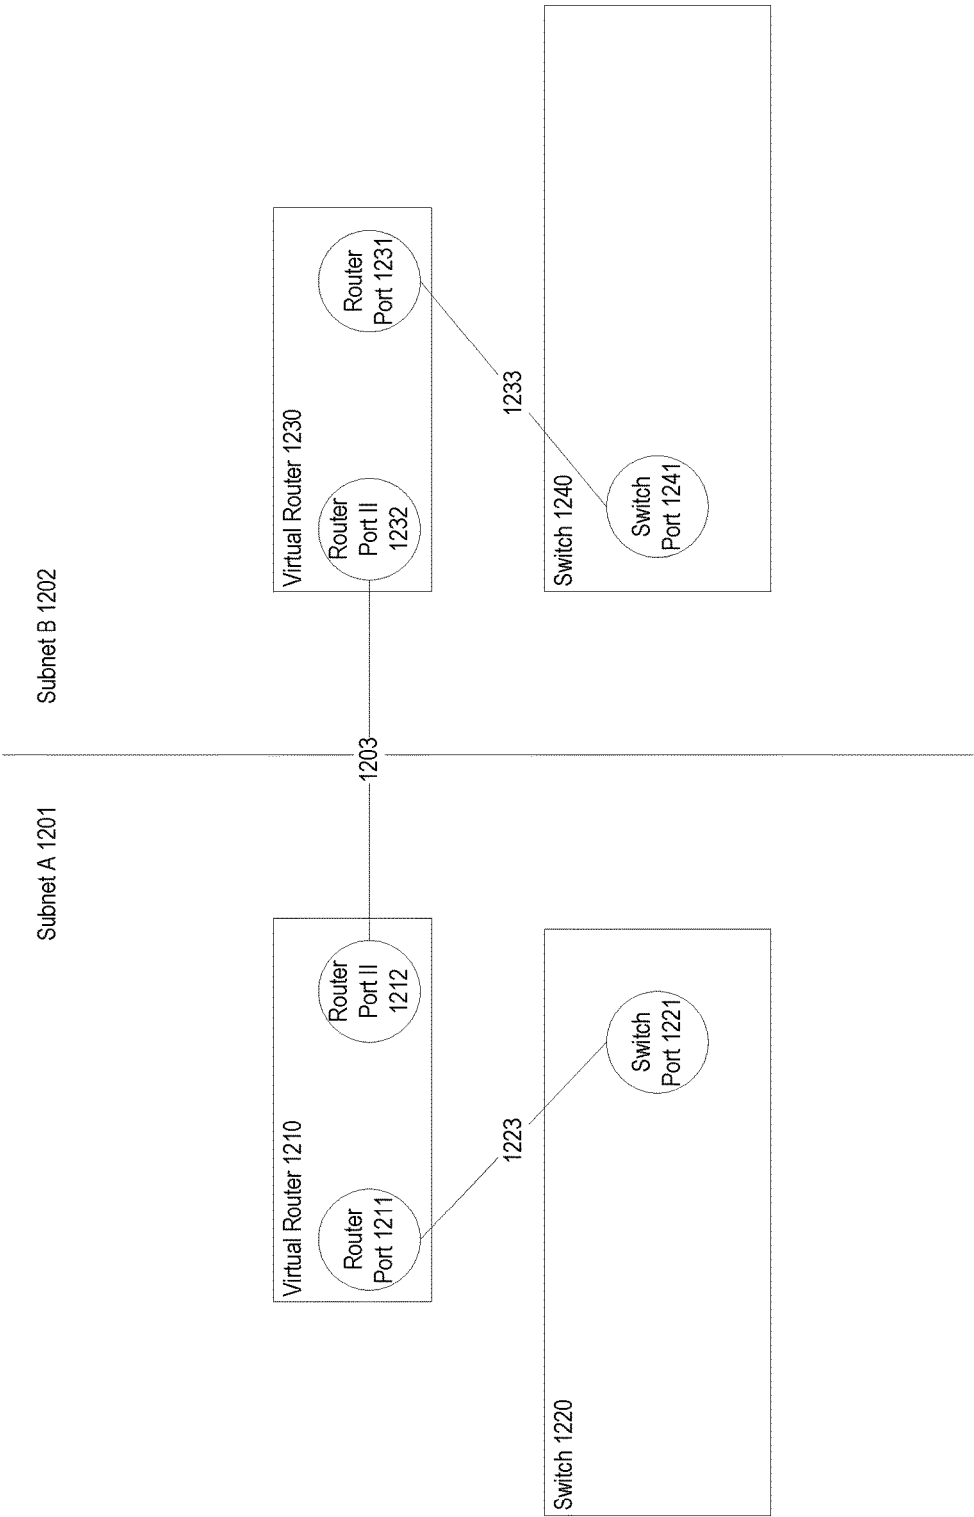 Subnet A 1201
Subnet B 1202
Virtual Router 1210
Router
Port 1211
Router
Port II
1212
1203
Virtual Router 1230
Router
Port II
1232
Router
Port 1231
1223
1233
Switch 1220
Switch
Port 1221
Switch 1240
Switch
Port 1241